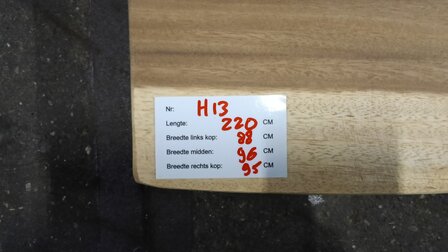 Nr: H13
Lengte: 220 CM
Breedte links kop: 88 CM
Breedte midden: 96 CM
Breedte rechts kop: 95 CM